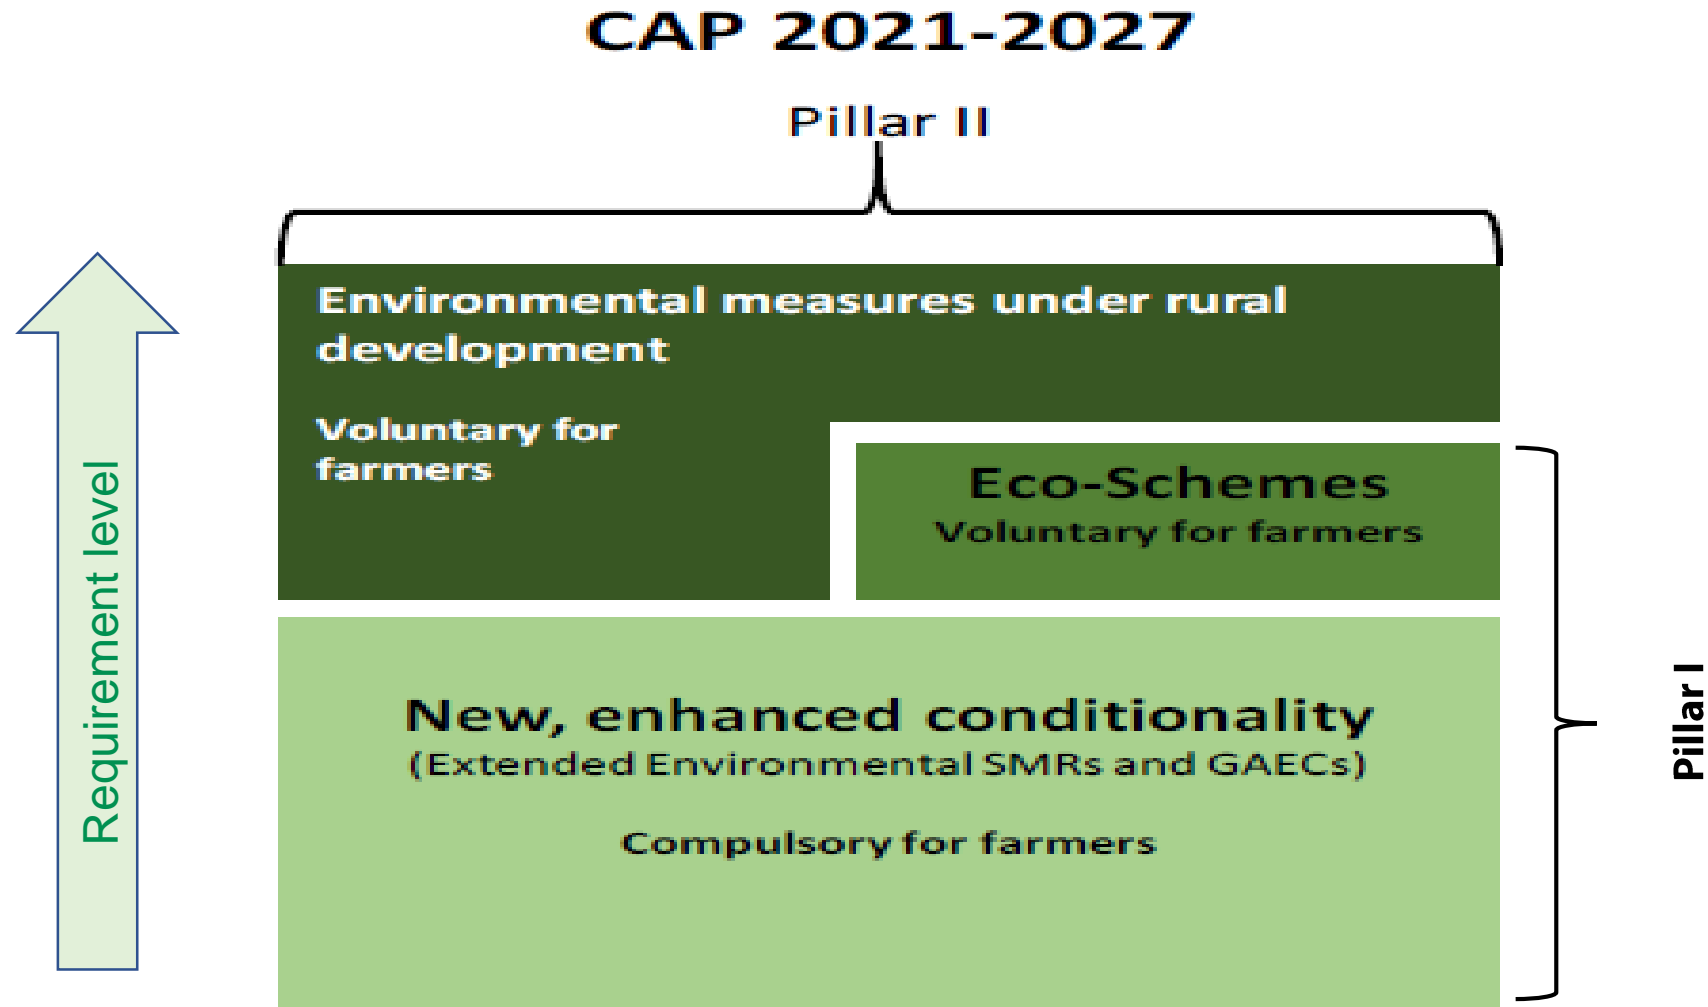 CAP 2021-2027
Pillar II
Environmental measures under rural
development
Voluntary for
farmers
Eco-Schemes
Voluntary for farmers
New, enhanced conditionality
(Extended Environmental SMRs and GAECs)
Compulsory for farmers
Requirement level
Pillar I